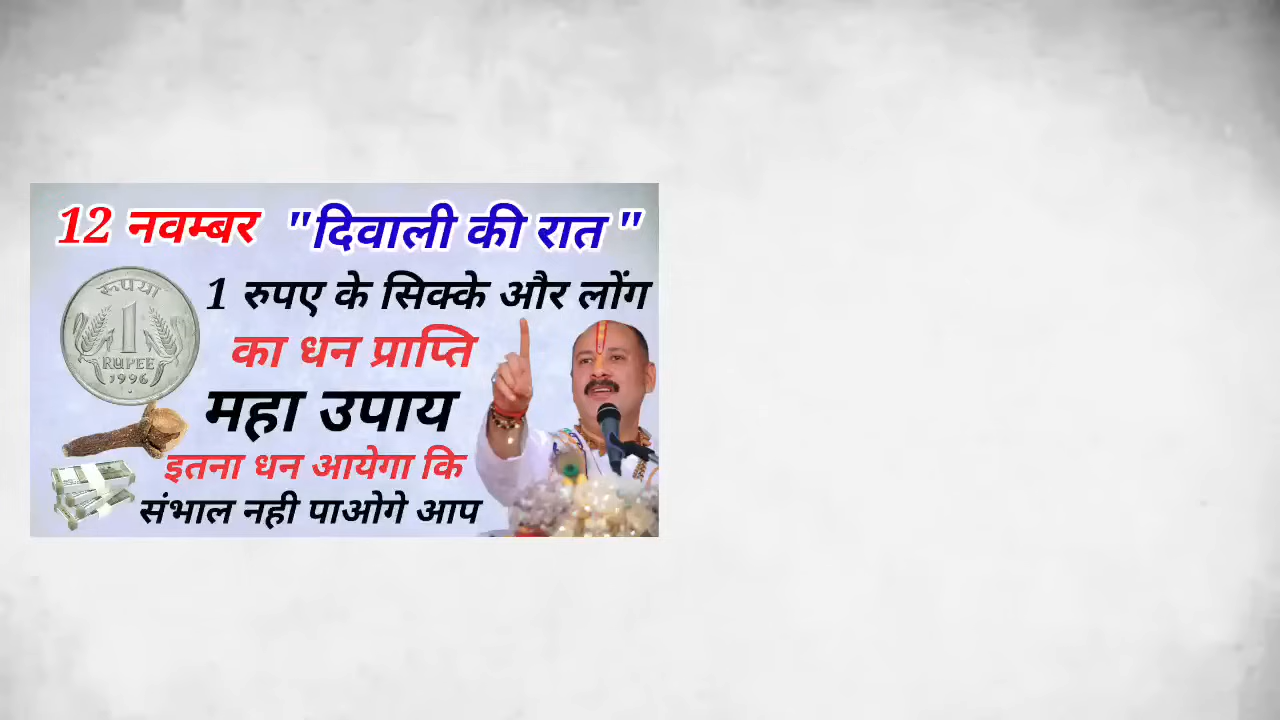 12 नवम्बर "दिवाली की रात "
1 रुपए के सिक्के और लोंग
का धन प्राप्ति
महा उपाय
इतना धन आयेगा कि
संभाल नही पाओगे आप
रूपया
1
RUPEE
1996